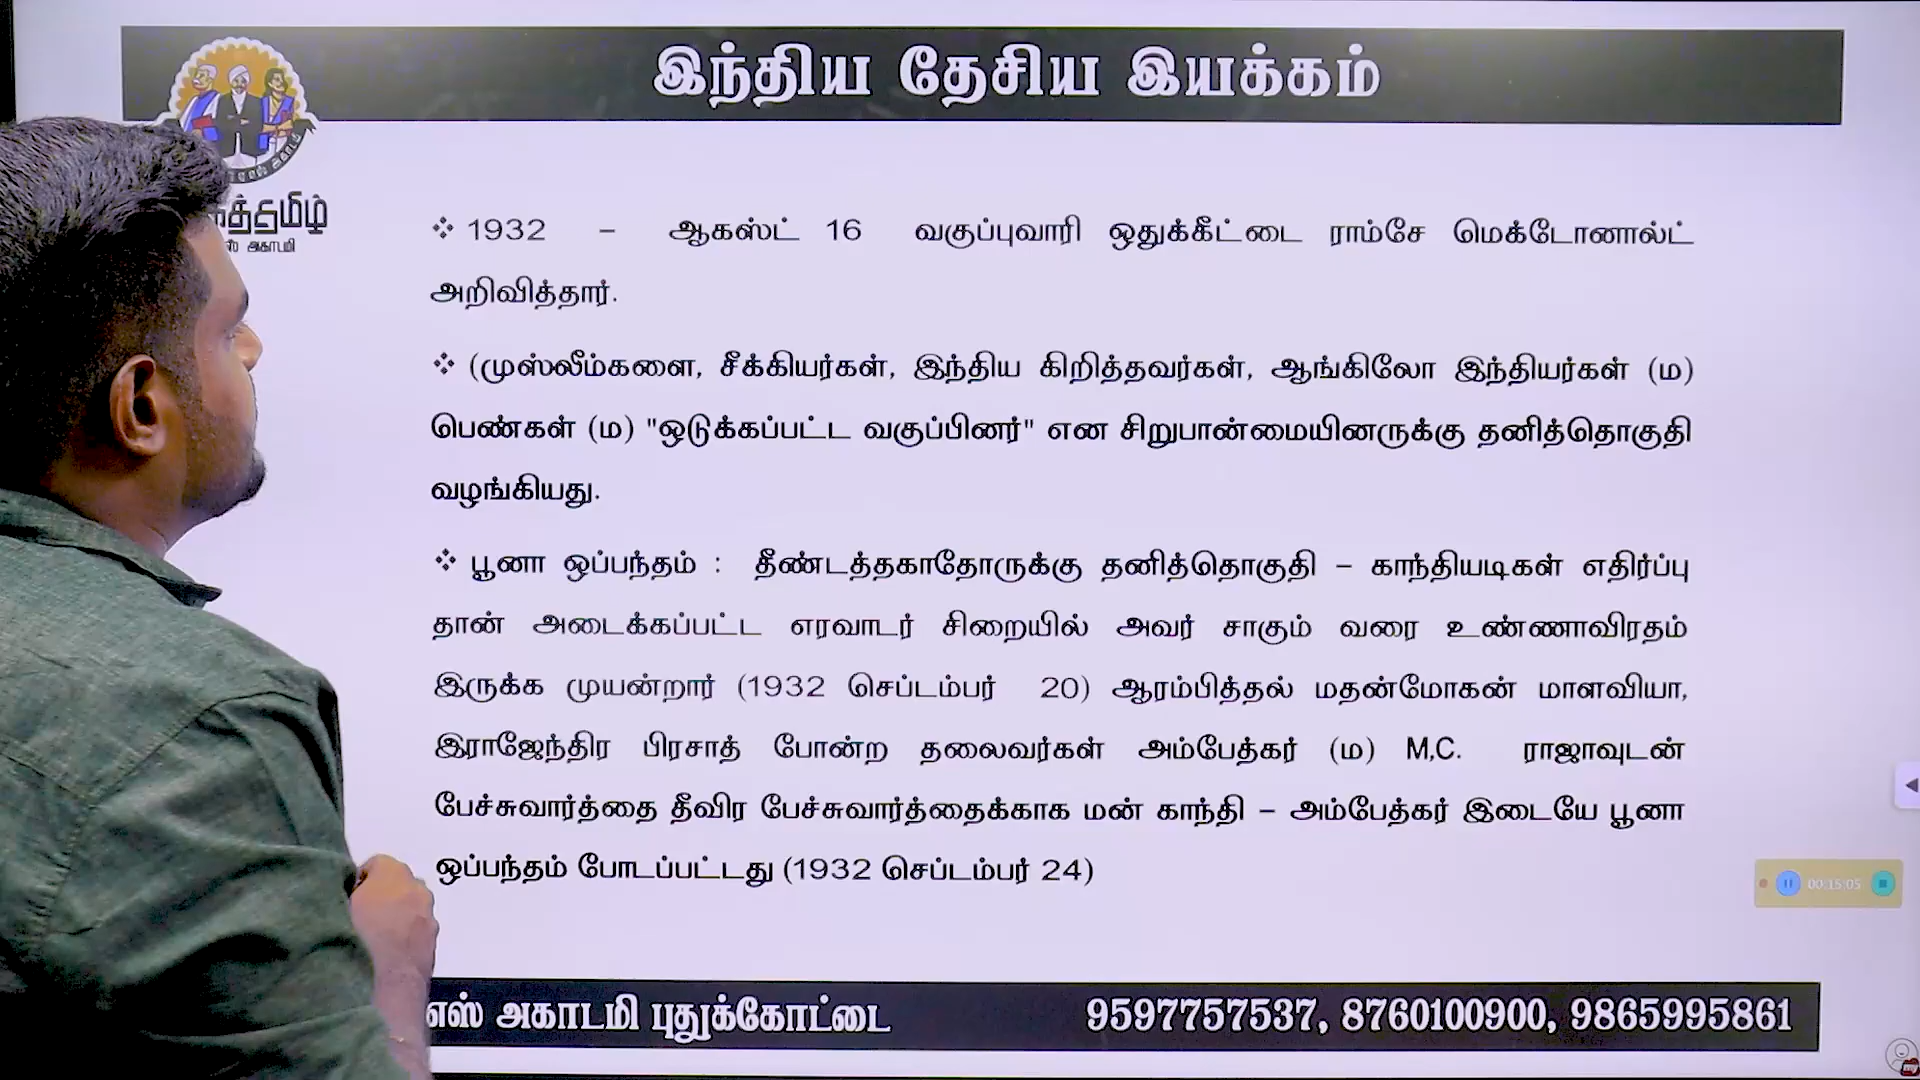 இந்திய தேசிய இயக்கம்
❖ 1932 – ஆகஸ்ட் 16 வகுப்புவாரி ஒதுக்கீட்டை ராம்சே மெக்டோனால்ட்
அறிவித்தார்.
❖ (முஸ்லீம்களை, சீக்கியர்கள், இந்திய கிறித்தவர்கள், ஆங்கிலோ இந்தியர்கள் (ம)
பெண்கள் (ம) "ஒடுக்கப்பட்ட வகுப்பினர்" என சிறுபான்மையினருக்கு தனித்தொகுதி
வழங்கியது.
❖ பூனா ஒப்பந்தம் : தீண்டத்தகாதோருக்கு தனித்தொகுதி – காந்தியடிகள் எதிர்ப்பு
தான் அடைக்கப்பட்ட எரவாடர் சிறையில் அவர் சாகும் வரை உண்ணாவிரதம்
இருக்க முயன்றார் (1932 செப்டம்பர் 20) ஆரம்பித்தல் மதன்மோகன் மாளவியா,
இராஜேந்திர பிரசாத் போன்ற தலைவர்கள் அம்பேத்கர் (ம) M,C. ராஜாவுடன்
பேச்சுவார்த்தை தீவிர பேச்சுவார்த்தைக்காக மன் காந்தி – அம்பேத்கர் இடையே பூனா
ஒப்பந்தம் போடப்பட்டது (1932 செப்டம்பர் 24)
00:15:05
எஸ் அகாடமி புதுக்கோட்டை 9597757537, 8760100900, 9865995861